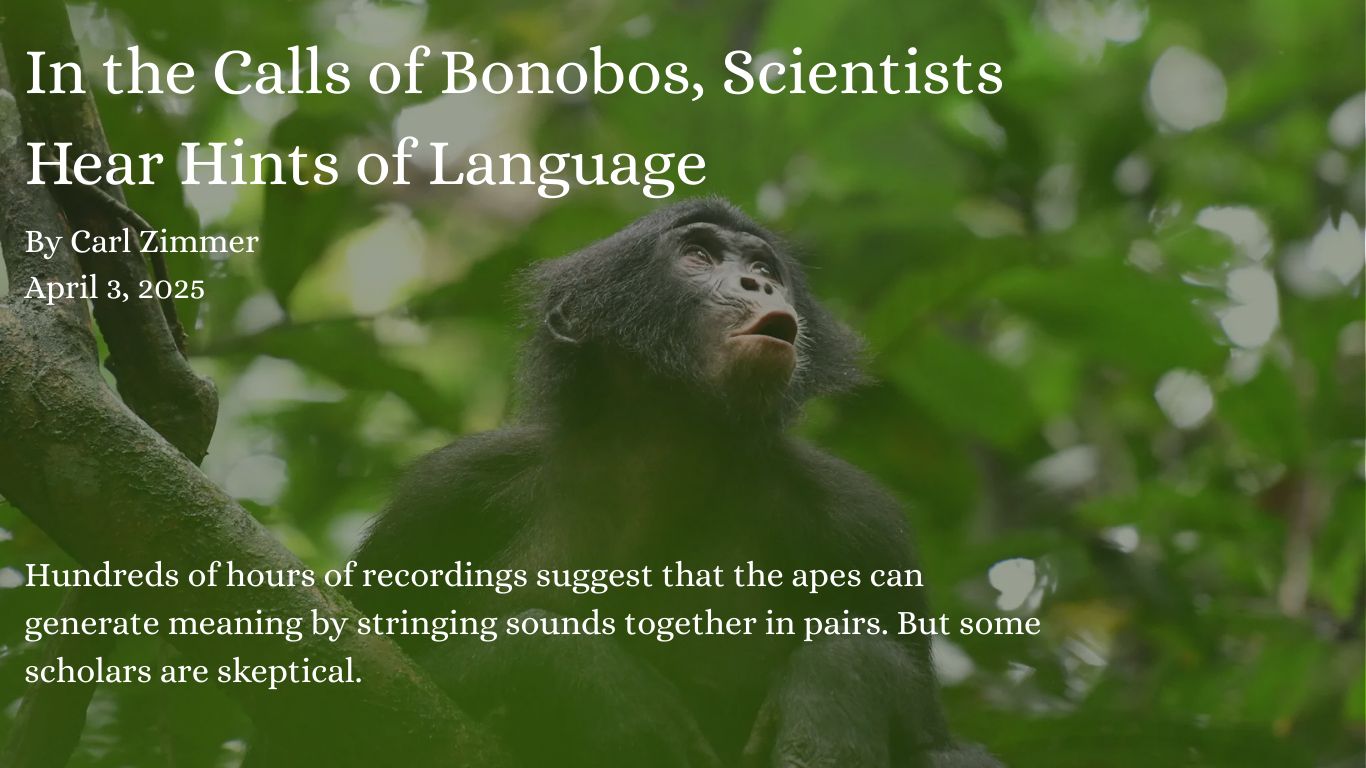 In the Calls of Bonobos, Scientists
Hear Hints of Language
By Carl Zimmer
April 3, 2025
Hundreds of hours of recordings suggest that the apes can
generate meaning by stringing sounds together in pairs. But some
scholars are skeptical.